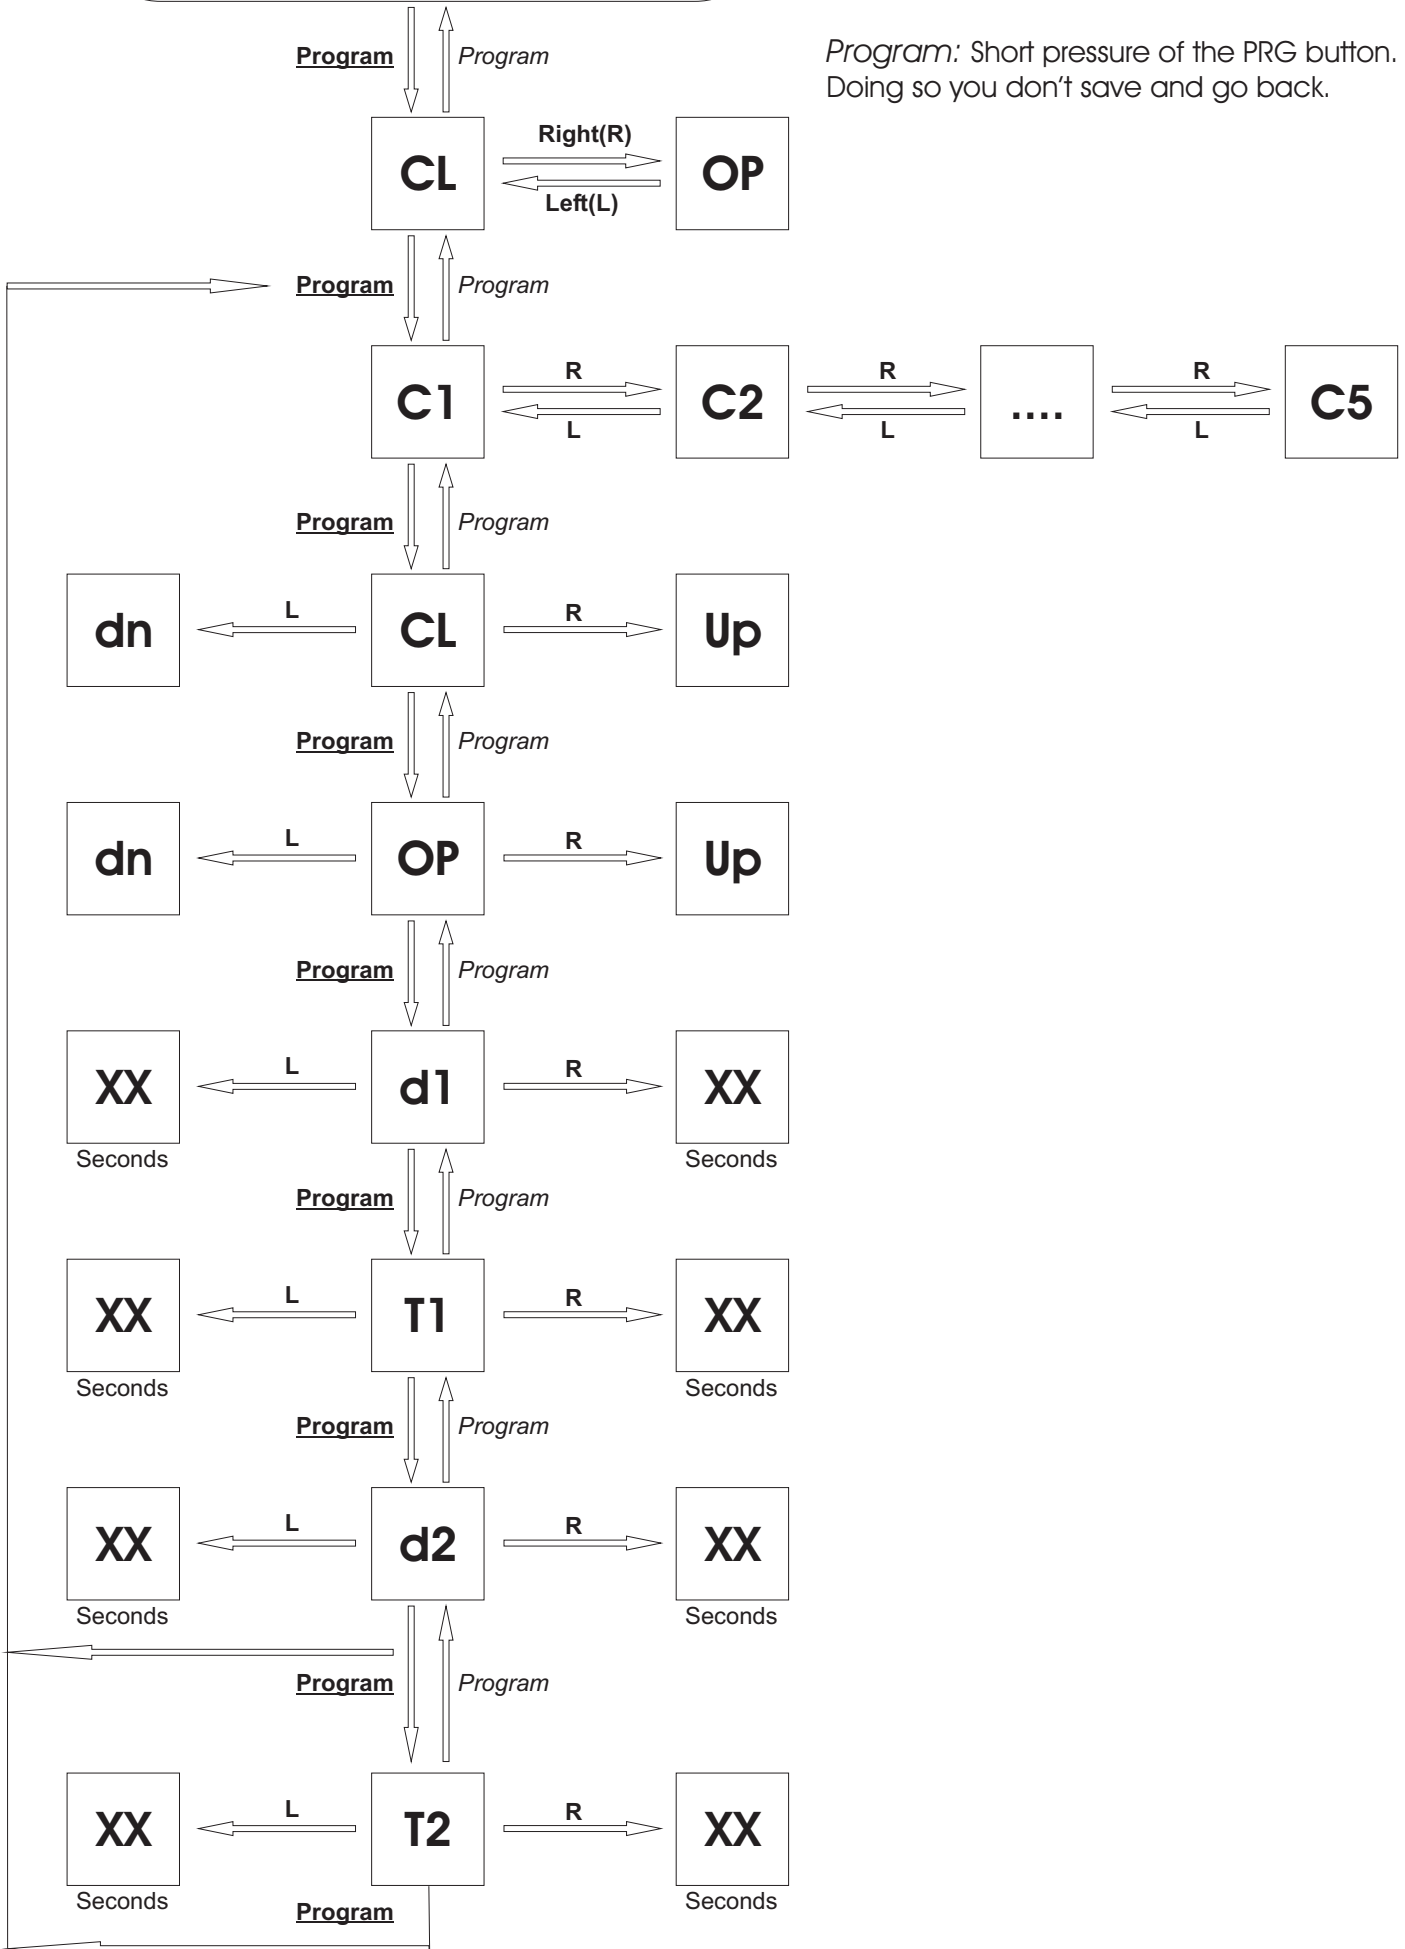 Program Program
Program: Short pressure of the PRG button.
Doing so you don't save and go back.
Right(R)
CL OP
Left(L)
Program Program
R R R
C1 C2 .... C5
L L L
Program Program
L R
dn CL Up
Program Program
L R
dn OP Up
Program Program
L R
XX d1 XX
Seconds Seconds
Program Program
L R
XX T1 XX
Seconds Seconds
Program Program
L R
XX d2 XX
Seconds Seconds
Program Program
L R
XX T2 XX
Seconds Seconds
Program